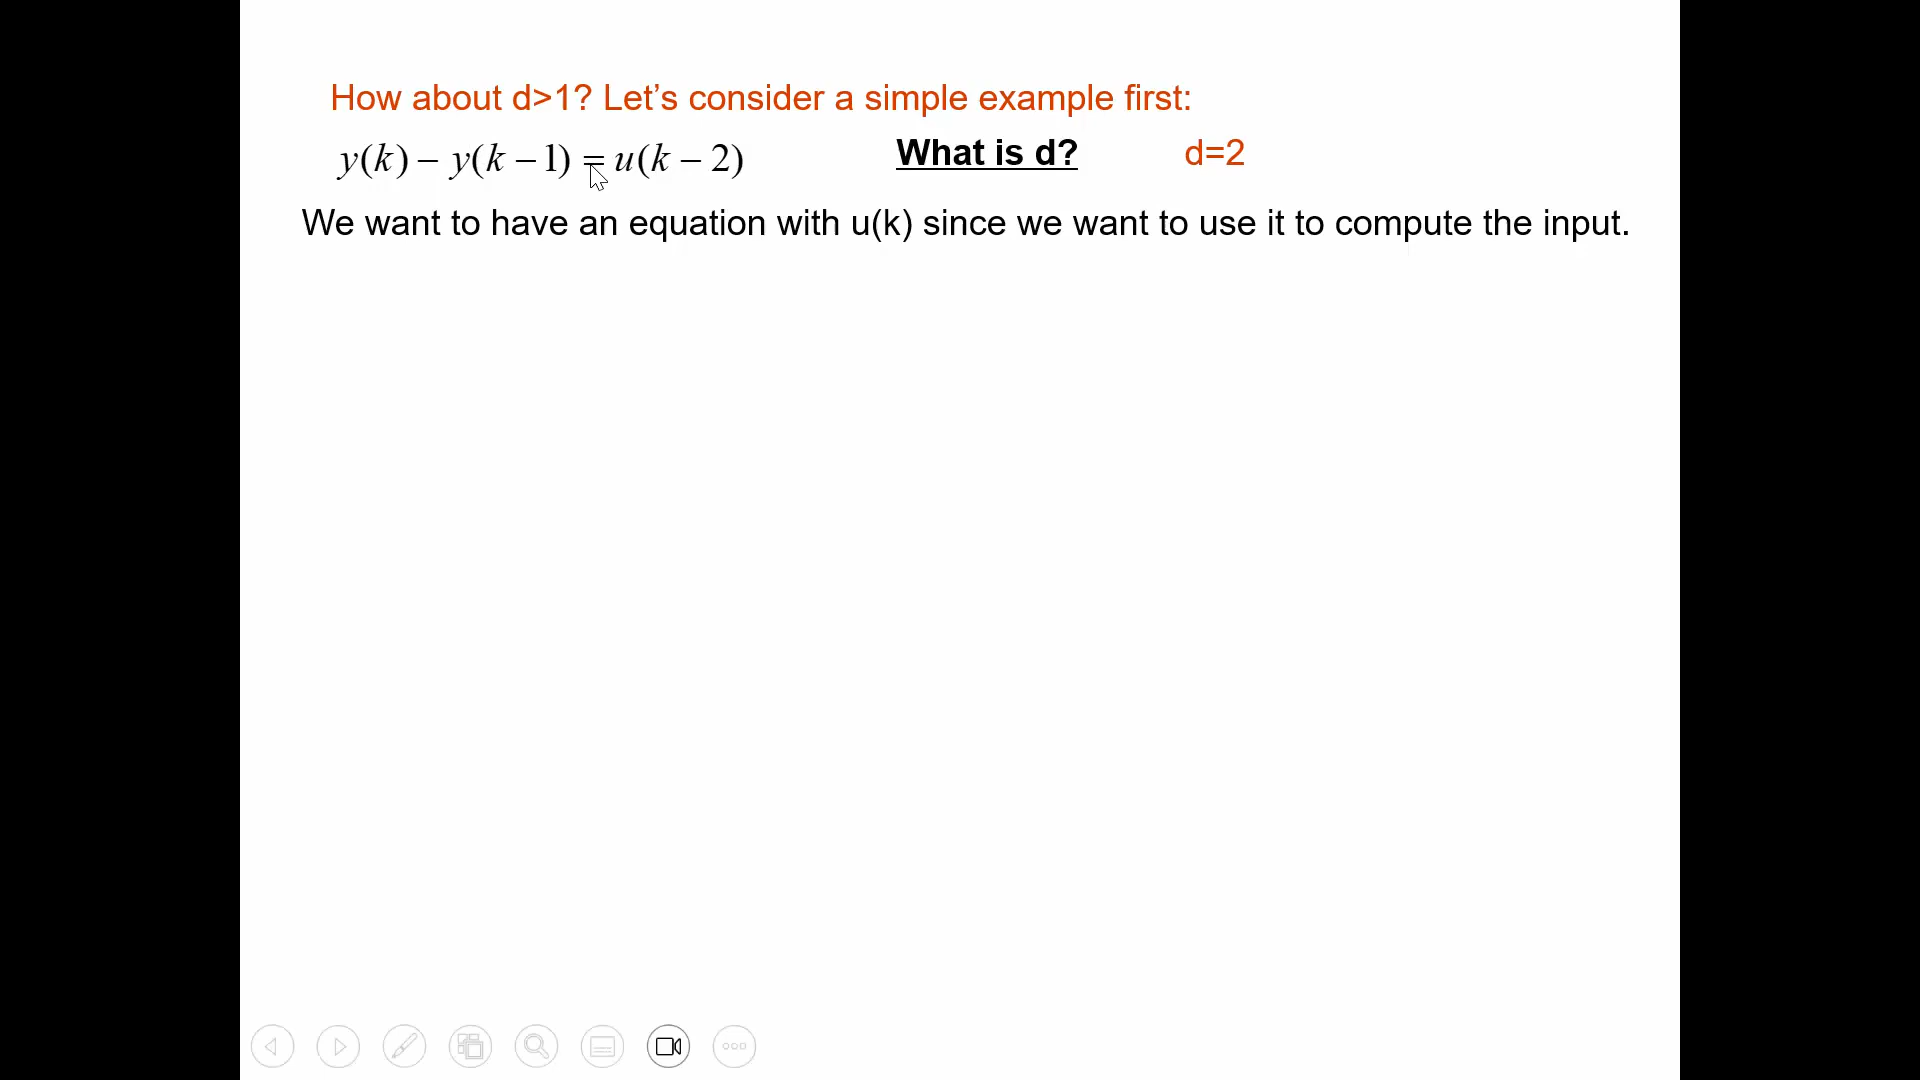 How about d>1? Let’s consider a simple example first:
y(k) – y(k – 1) = u(k – 2) What is d? d=2
We want to have an equation with u(k) since we want to use it to compute the input.